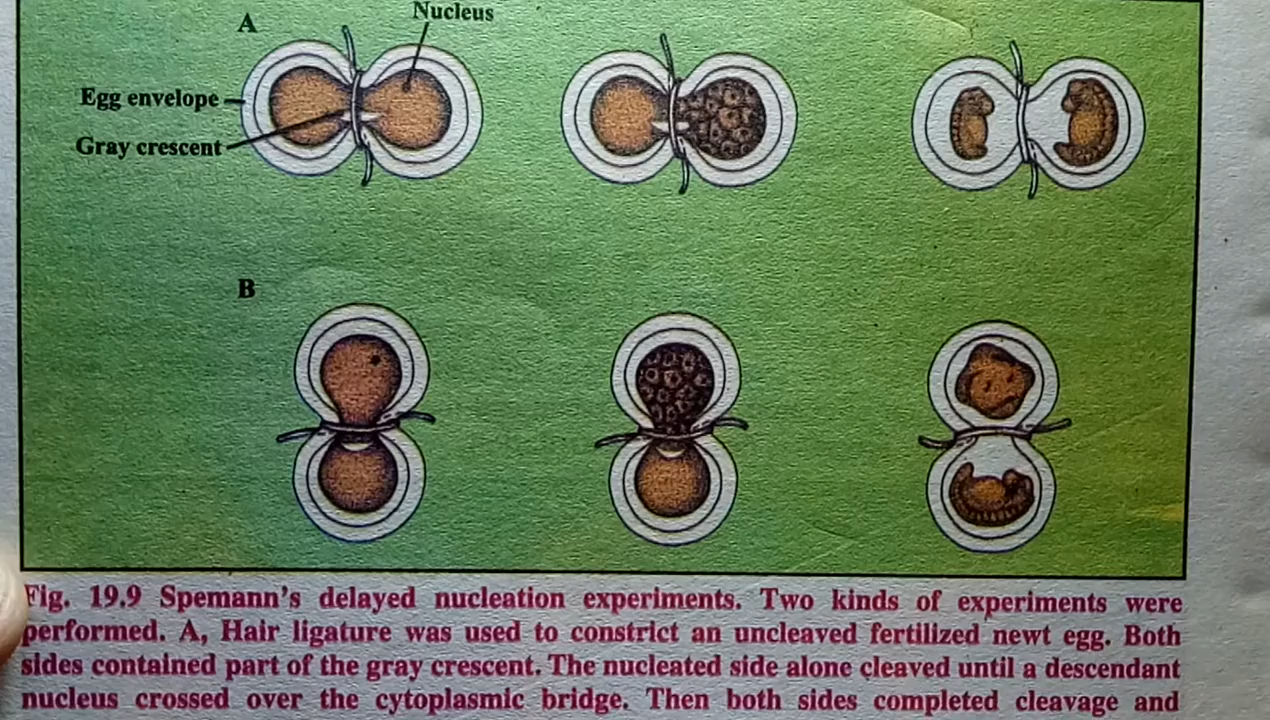 A
Nucleus
Egg envelope
Gray crescent
B
Fig. 19.9 Spemann's delayed nucleation experiments. Two kinds of experiments were
performed. A, Hair ligature was used to constrict an uncleaved fertilized newt egg. Both
sides contained part of the gray crescent. The nucleated side alone cleaved until a descendant
nucleus crossed over the cytoplasmic bridge. Then both sides completed cleavage and